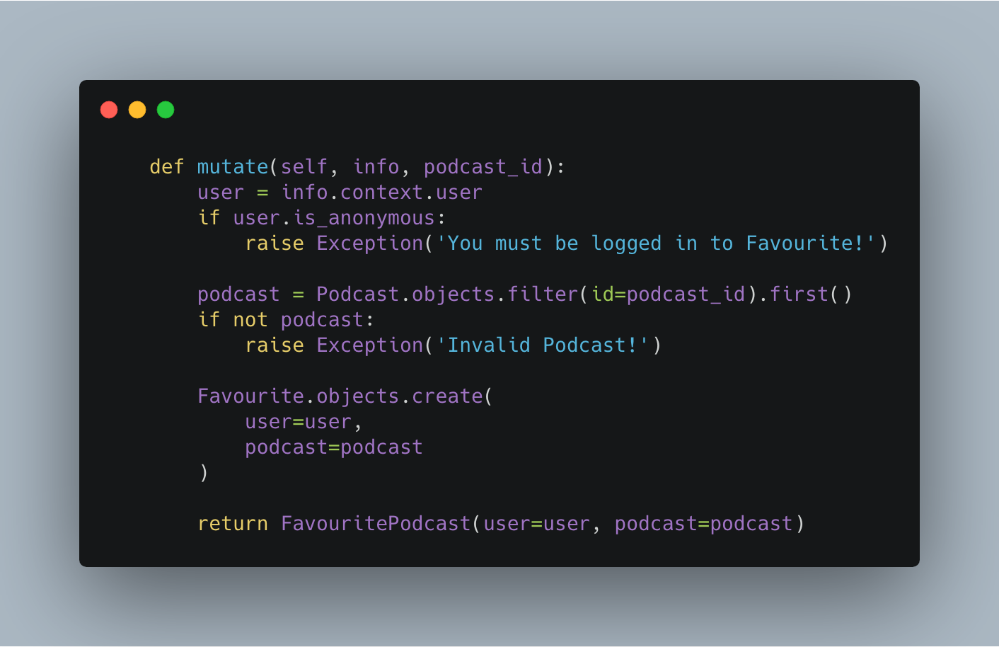 def mutate(self, info, podcast_id):
    user = info.context.user
    if user.is_anonymous:
        raise Exception('You must be logged in to Favourite!')

    podcast = Podcast.objects.filter(id=podcast_id).first()
    if not podcast:
        raise Exception('Invalid Podcast!')

    Favourite.objects.create(
        user=user,
        podcast=podcast
    )

    return FavouritePodcast(user=user, podcast=podcast)